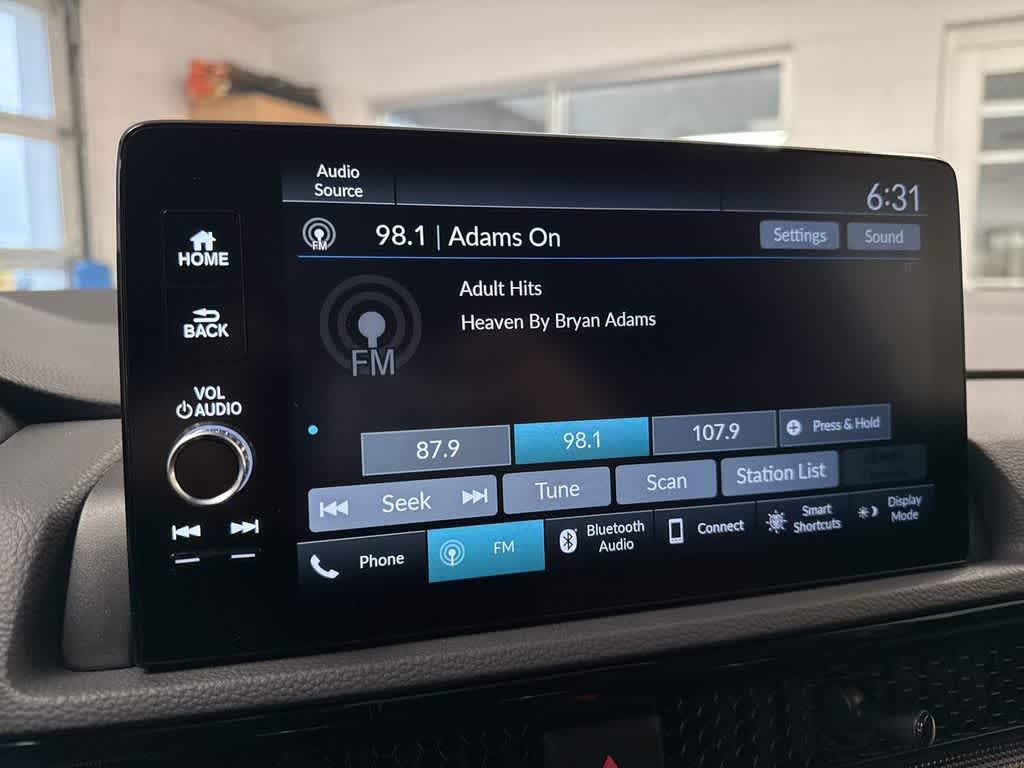 Audio
Source
6:31
FM
98.1 | Adams On
Settings
Sound
HOME
Adult Hits
Heaven By Bryan Adams
BACK
FM
VOL
AUDIO
87.9
98.1
107.9
Press & Hold
Seek
Tune
Scan
Station List
Phone
FM
Bluetooth
Audio
Connect
Smart
Shortcuts
Display
Mode